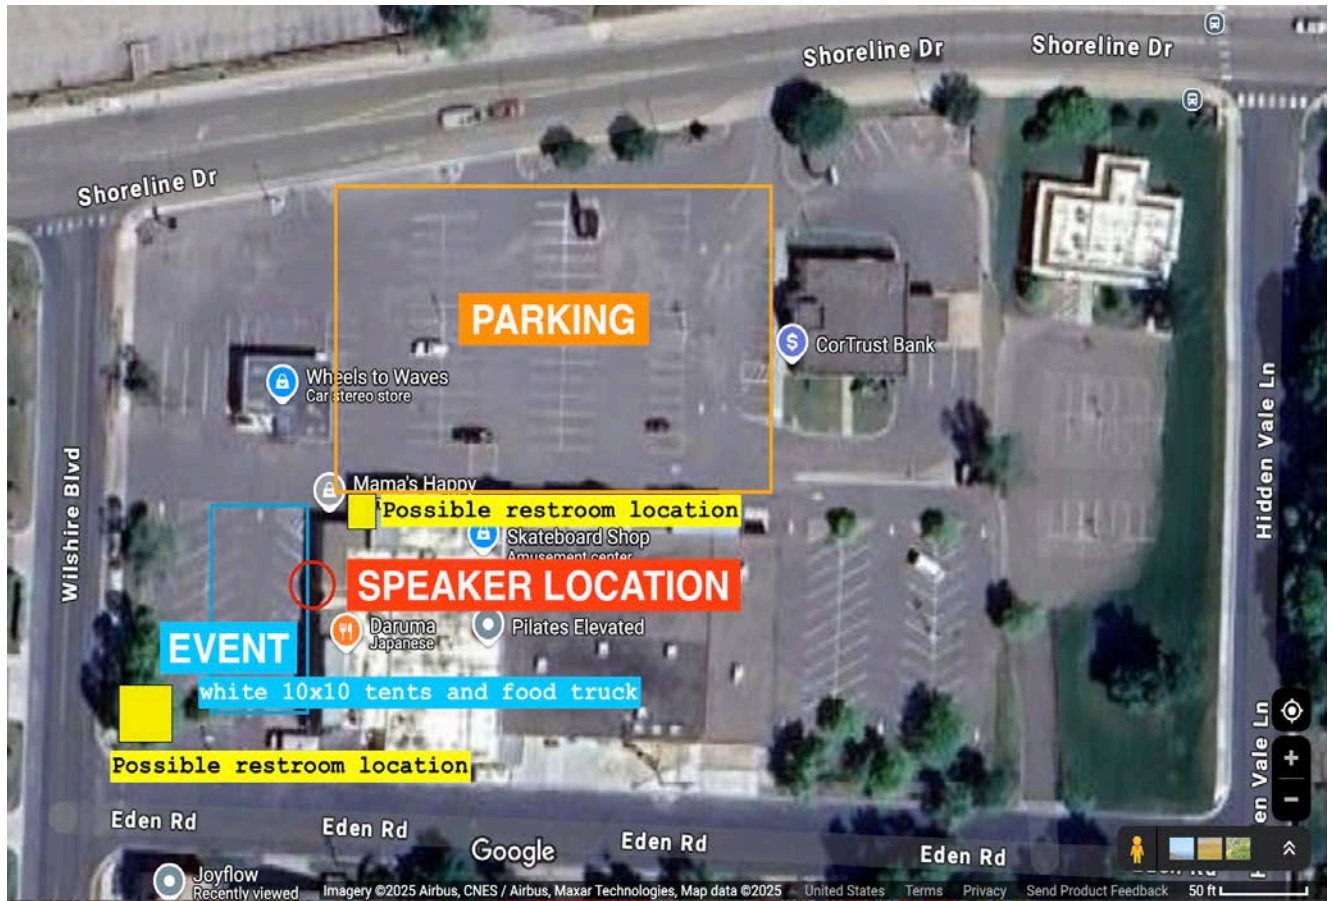 Shoreline Dr
Shoreline Dr
Shoreline Dr
PARKING
CorTrust Bank
Wheels to Waves
Car stereo store
Wilshire Blvd
Hidden Vale Ln
Mama's Happy
Possible restroom location
Skateboard Shop
Amusement center
SPEAKER LOCATION
Daruma
Japanese
Pilates Elevated
EVENT
white 10x10 tents and food truck
Possible restroom location
en Vale Ln
Eden Rd
Eden Rd
Eden Rd
Eden Rd
Google
Joyflow
Recently viewed
Imagery ©2025 Airbus, CNES / Airbus, Maxar Technologies, Map data ©2025 United States Terms Privacy Send Product Feedback 50 ft